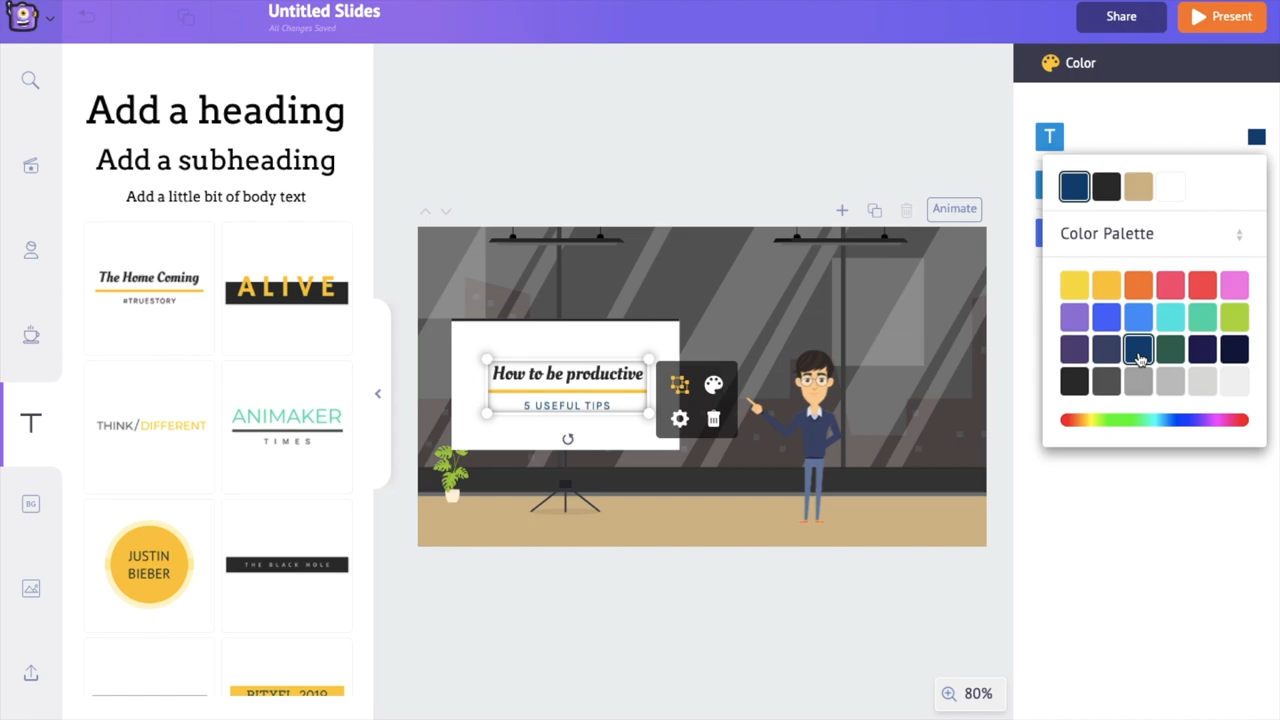 Untitled Slides
All Changes Saved
Share
Present
Color
Add a heading
Add a subheading
Add a little bit of body text
The Home Coming
#TRUESTORY
ALIVE
THINK/DIFFERENT
ANIMAKER
TIMES
JUSTIN
BIEBER
THE BLACK HOLE
Animate
How to be productive
5 USEFUL TIPS
T
Color Palette
T
BG
80%